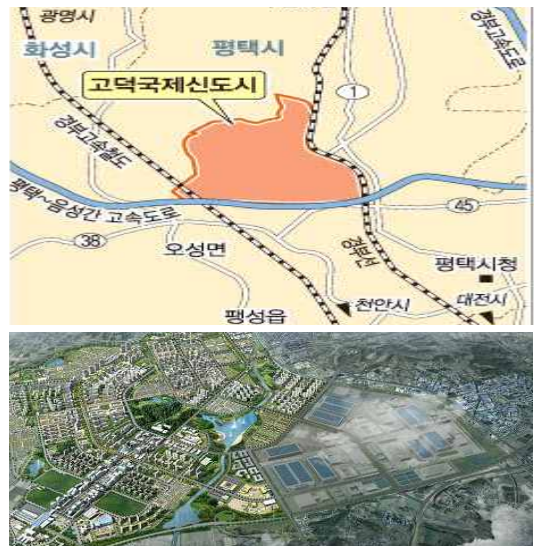 광명시
경부고속도로
화성시
평택시
고덕국제신도시
1
경부고속철도
평택~음성간 고속도로
45
38
오성면
경부선
평택시청
천안시
대전시
팽성읍